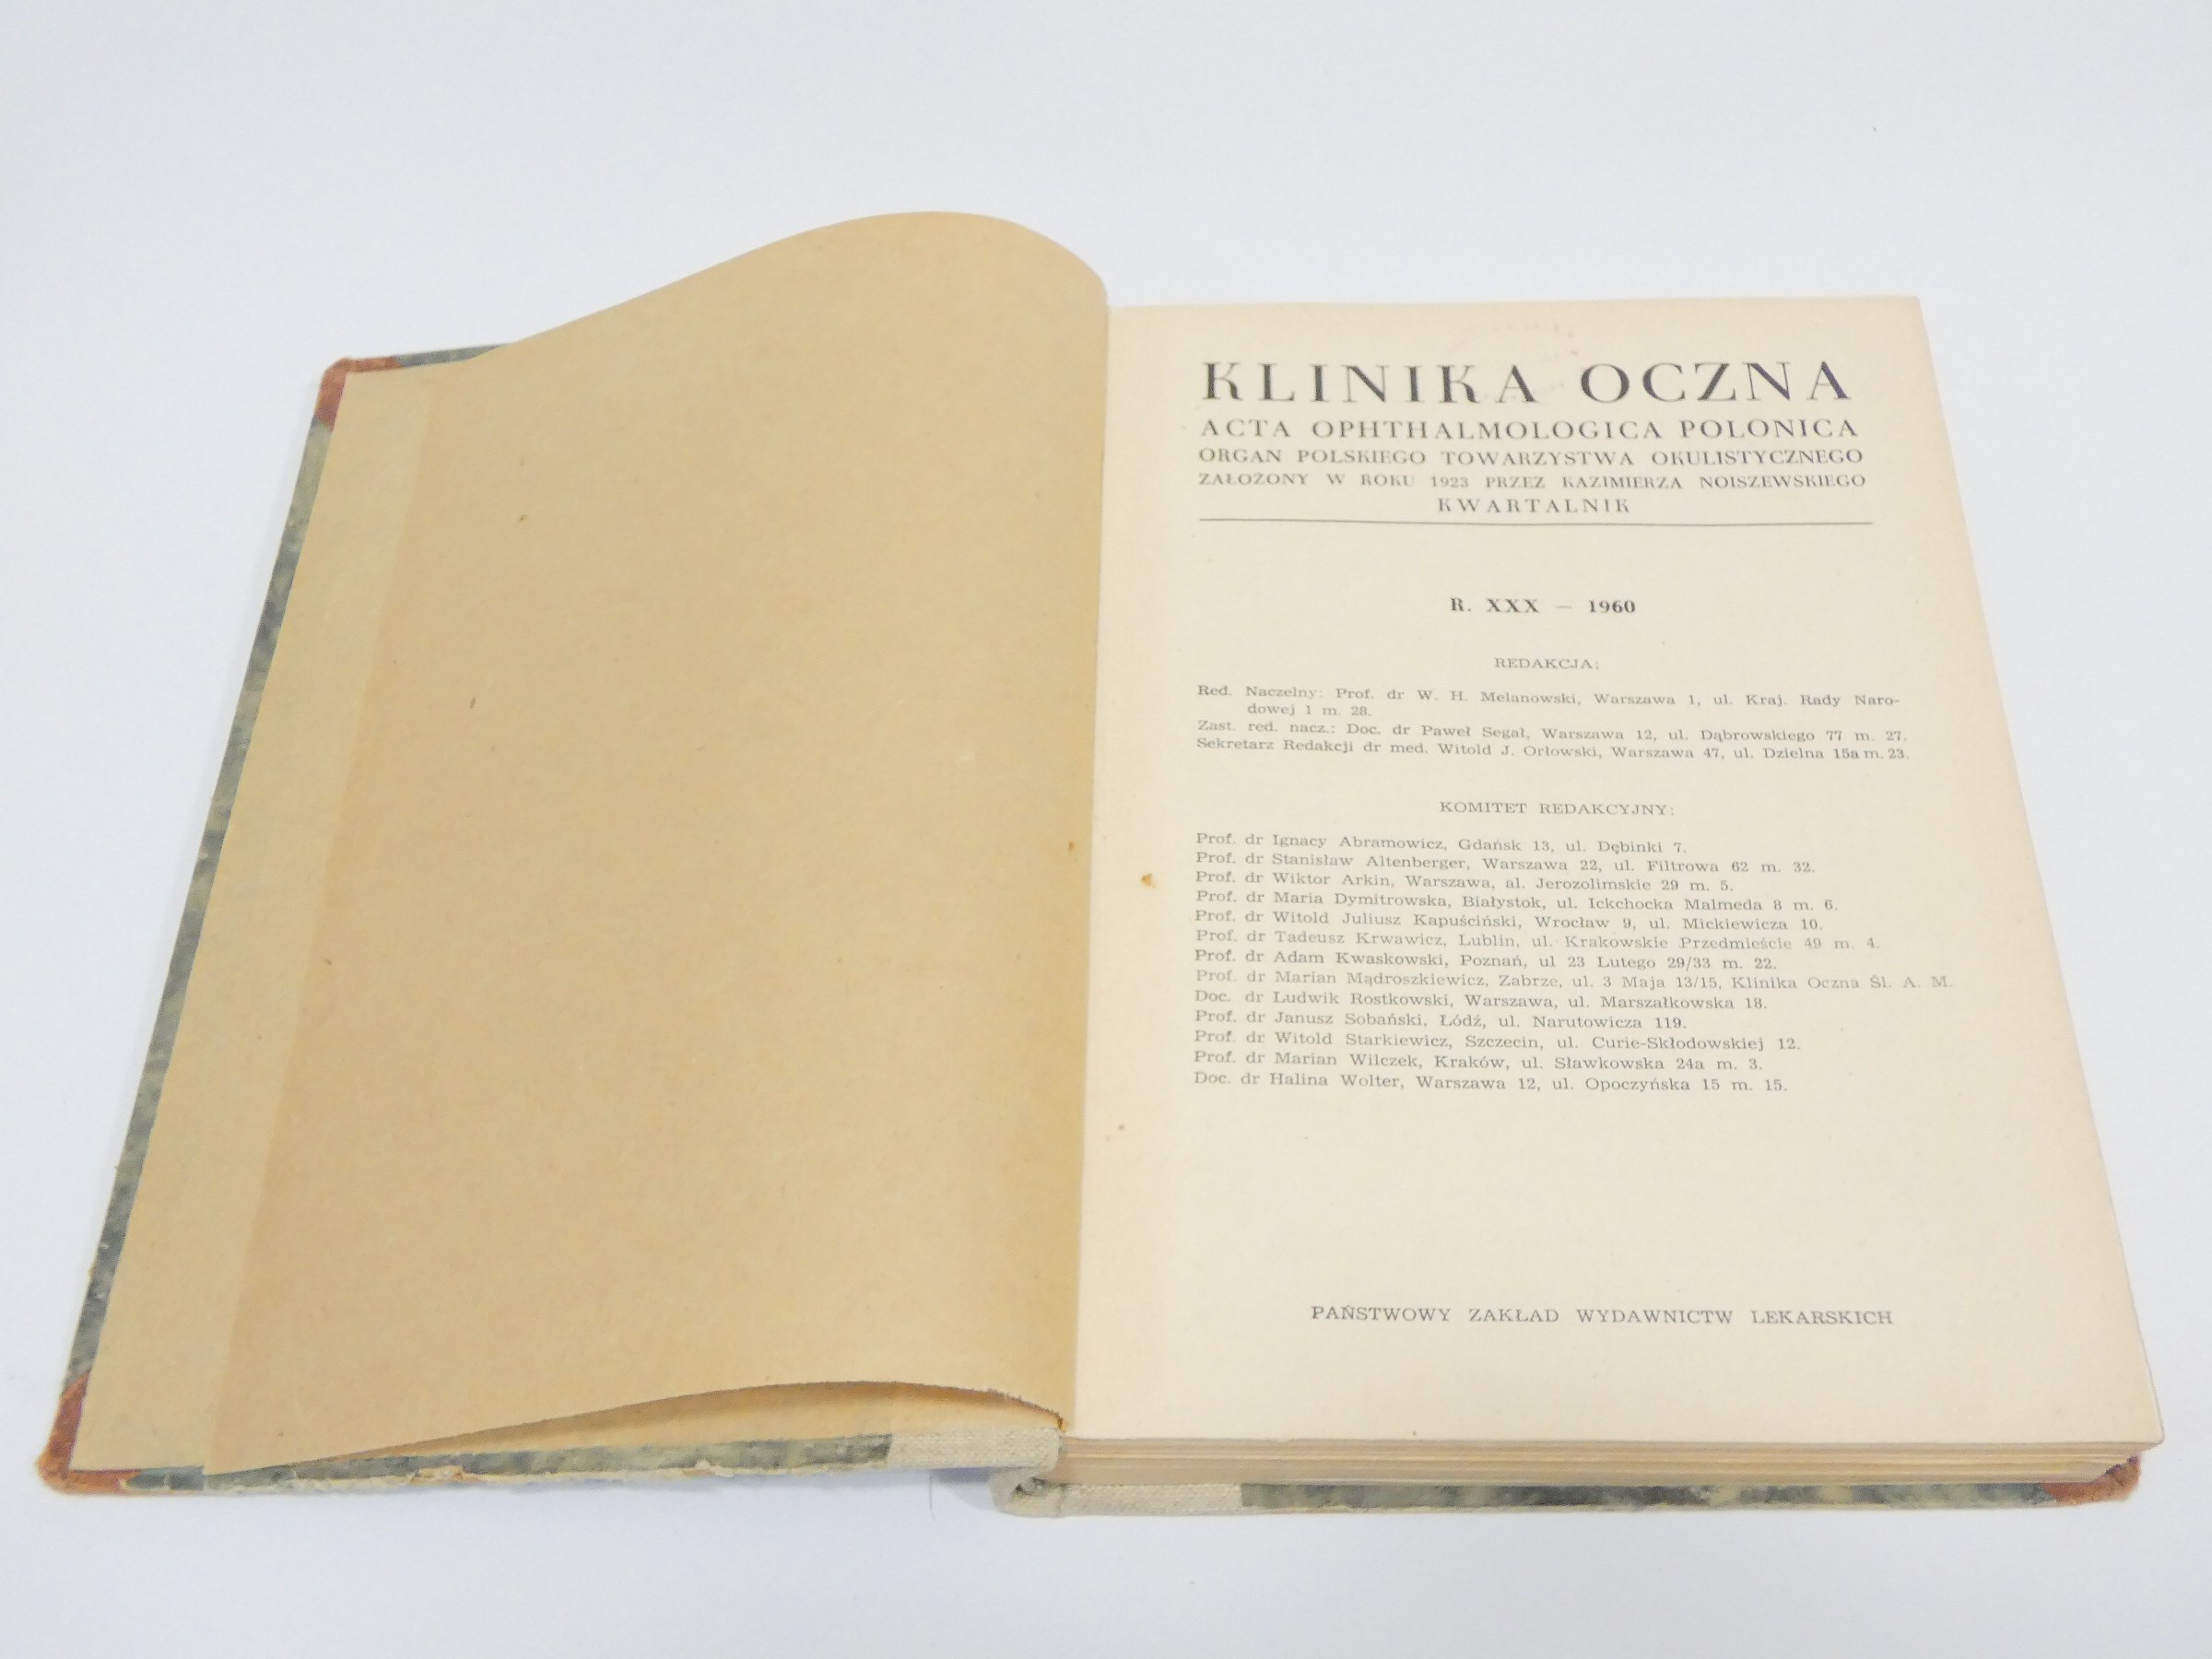 KLINIKA OCZNA
ACTA OPHTHALMOLOGICA POLONICA
ORGAN POLSKIEGO TOWARZYSTWA OKULISTYCZNEGO
ZAŁOŻONY W ROKU 1923 PRZEZ KAZIMIERZA NOISZEWSKIEGO
KWARTALNIK
R. XXX — 1960
REDAKCJA:
Red. Naczelny: Prof. dr W. H. Melanowski, Warszawa 1, ul. Kraj. Rady Naro-
dowej 1 m. 28.
Zast. red. nacz.: Doc. dr Paweł Segał, Warszawa 12, ul. Dąbrowskiego 77 m. 27.
Sekretarz Redakcji dr med. Witold J. Orłowski, Warszawa 47, ul. Dzielna 15a m. 23.
KOMITET REDAKCYJNY:
Prof. dr Ignacy Abramowicz, Gdańsk 13, ul. Dębinki 7.
Prof. dr Stanisław Altenberger, Warszawa 22, ul. Filtrowa 62 m. 32.
Prof. dr Wiktor Arkin, Warszawa, al. Jerozolimskie 29 m. 5.
Prof. dr Maria Dymitrowska, Białystok, ul. Ickchocka Malmeda 8 m. 6.
Prof. dr Witold Juliusz Kapuściński, Wrocław 9, ul. Mickiewicza 10.
Prof. dr Tadeusz Krwawicz, Lublin, ul. Krakowskie Przedmieście 49 m. 4.
Prof. dr Adam Kwaskowski, Poznań, ul 23 Lutego 29/33 m. 22.
Prof. dr Marian Mądroszkiewicz, Zabrze, ul. 3 Maja 13/15, Klinika Oczna Śl. A. M.
Doc. dr Ludwik Rostkowski, Warszawa, ul. Marszałkowska 18.
Prof. dr Janusz Sobański, Łódź, ul. Narutowicza 119.
Prof. dr Witold Starkiewicz, Szczecin, ul. Curie-Skłodowskiej 12.
Prof. dr Marian Wilczek, Kraków, ul. Sławkowska 24a m. 3.
Doc. dr Halina Wolter, Warszawa 12, ul. Opoczyńska 15 m. 15.
PAŃSTWOWY ZAKŁAD WYDAWNICTW LEKARSKICH